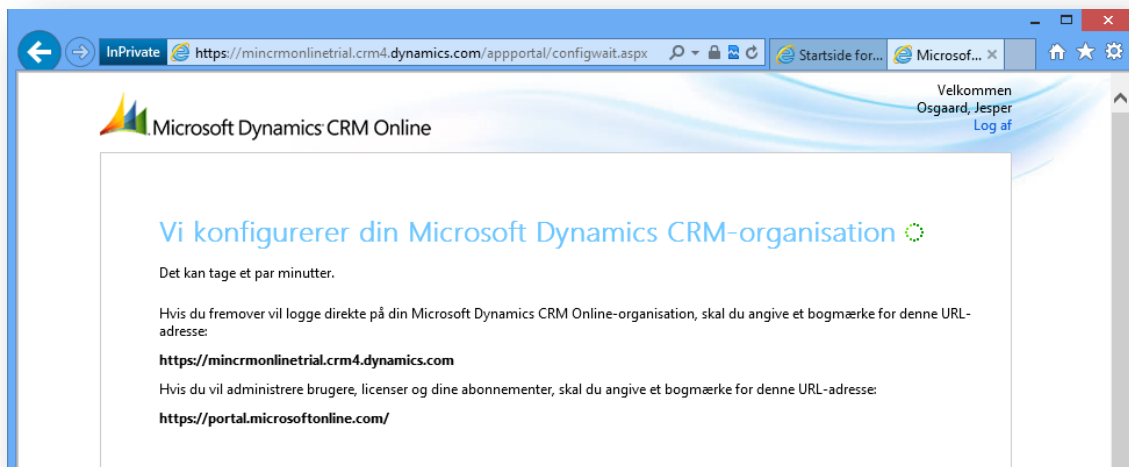 InPrivate https://mincrmonlinetrial.crm4.dynamics.com/appportal/configwait.aspx Startside for... Microsof...
Velkommen
Osgaard, Jesper
Log af
Microsoft Dynamics CRM Online
Vi konfigurerer din Microsoft Dynamics CRM-organisation
Det kan tage et par minutter.
Hvis du fremover vil logge direkte på din Microsoft Dynamics CRM Online-organisation, skal du angive et bogmærke for denne URL-
adresse:
https://mincrmonlinetrial.crm4.dynamics.com
Hvis du vil administrere brugere, licenser og dine abonnementer, skal du angive et bogmærke for denne URL-adresse:
https://portal.microsoftonline.com/